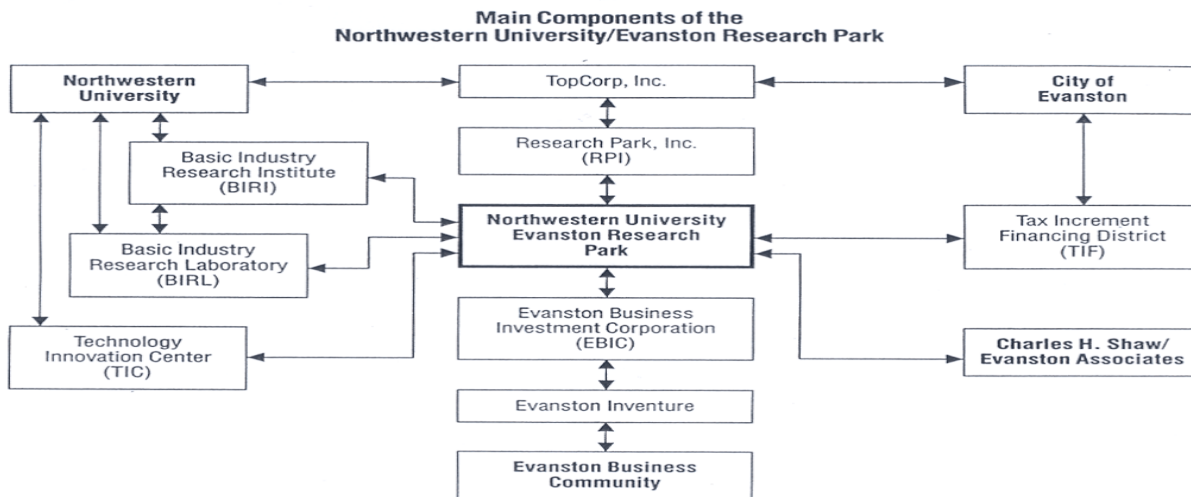 Main Components of the
Northwestern University/Evanston Research Park
Northwestern
University
TopCorp, Inc.
City of
Evanston
Research Park, Inc.
(RPI)
Basic Industry
Research Institute
(BIRI)
Northwestern University
Evanston Research
Park
Tax Increment
Financing District
(TIF)
Basic Industry
Research Laboratory
(BIRL)
Evanston Business
Investment Corporation
(EBIC)
Technology
Innovation Center
(TIC)
Charles H. Shaw/
Evanston Associates
Evanston Inventure
Evanston Business
Community